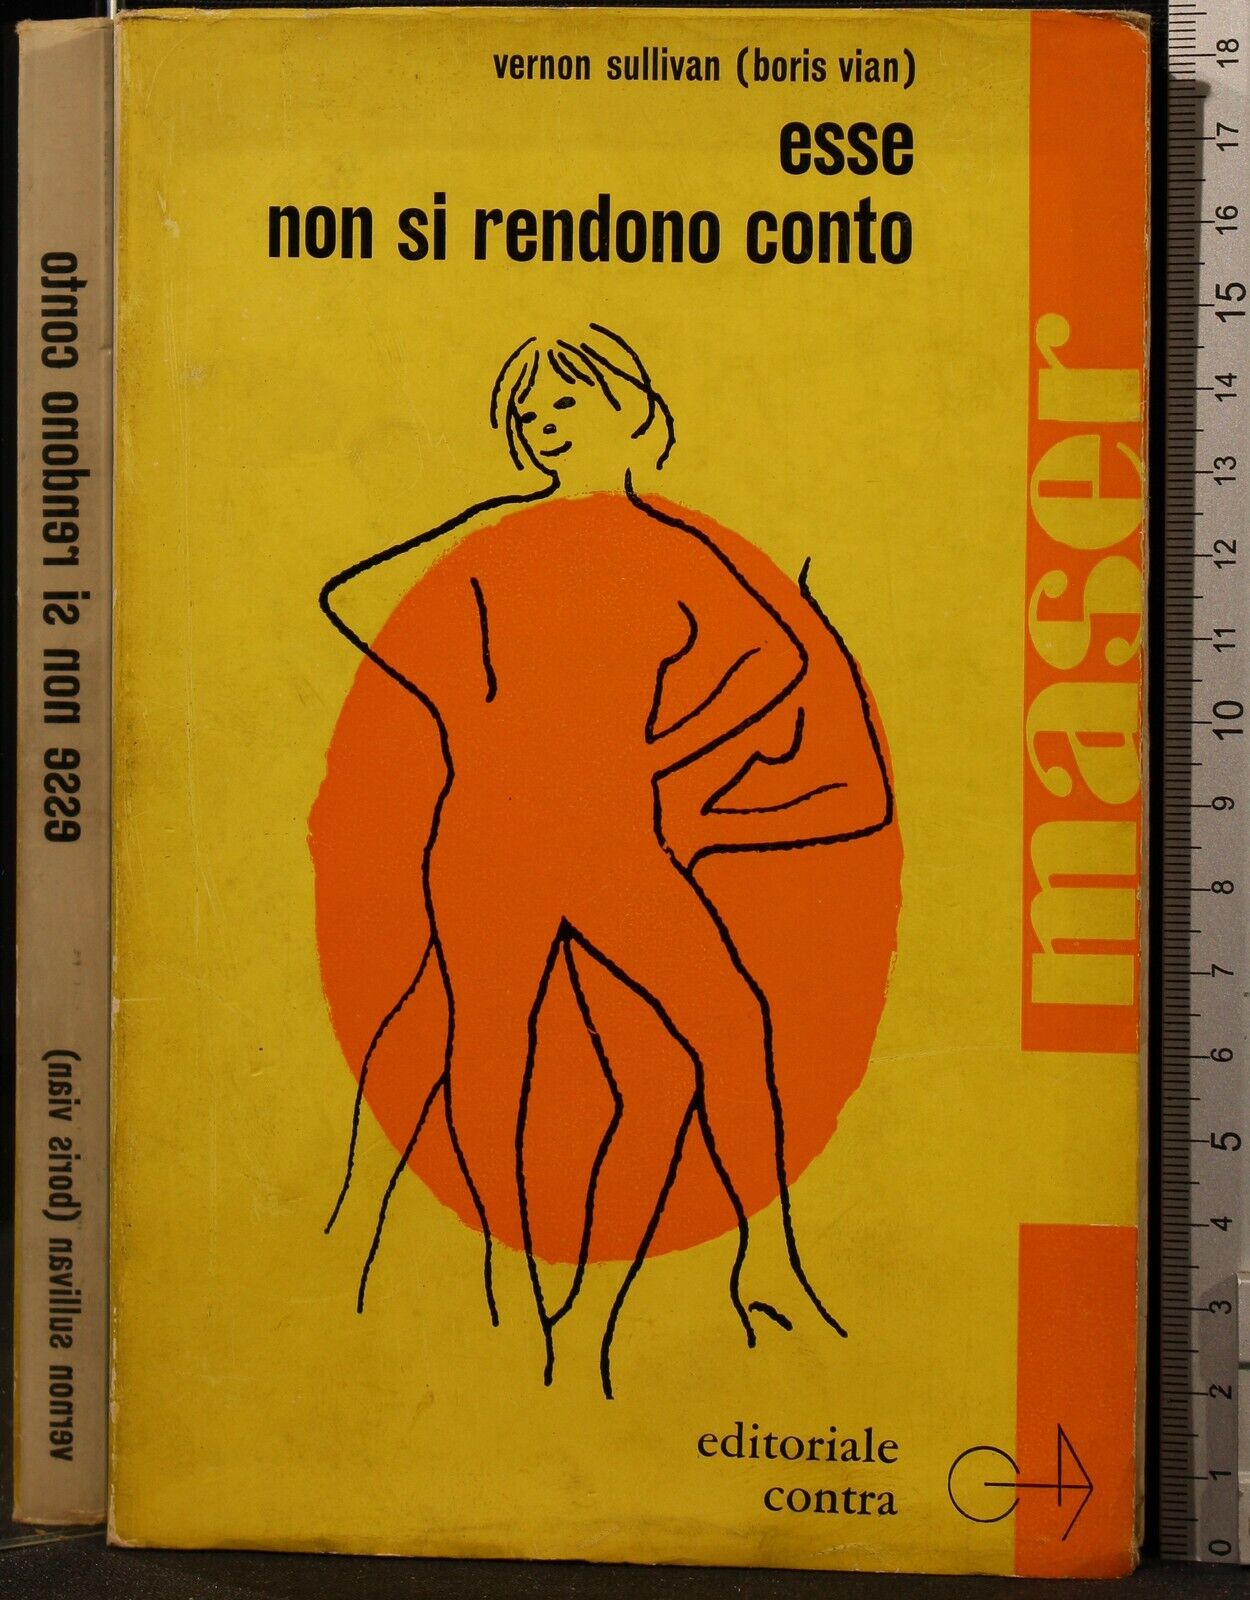 vernon sullivan (boris vian)
esse
non si rendono conto
maser
editoriale
contra
esse non si rendono conto
vernon sullivan (boris vian)
18
17
16
15
14
13
12
11
10
9
8
7
6
5
4
3
2
1
0